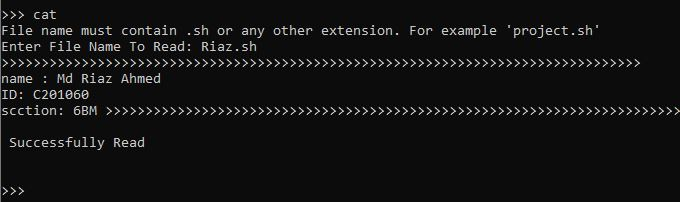 >>> cat
File name must contain .sh or any other extension. For example 'project.sh'
Enter File Name To Read: Riaz.sh
>>>>>>>>>>>>>>>>>>>>>>>>>>>>>>>>>>>>>>>>>>>>>>>>>>>>>>>>>>>>>>>>>>>>>>>>>>>>>>>>
name : Md Riaz Ahmed
ID: C201060
scction: 6BM >>>>>>>>>>>>>>>>>>>>>>>>>>>>>>>>>>>>>>>>>>>>>>>>>>>>>>>>>>>>>>>>>>>>>>>>
Successfully Read
>>>